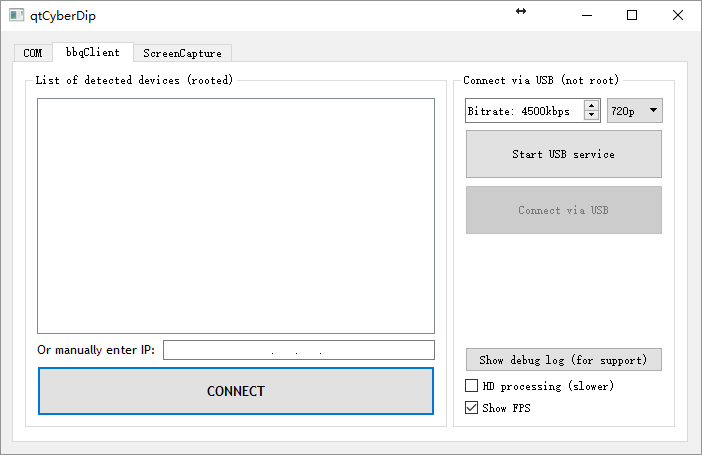 qtCyberDip
COM
bbqClient
ScreenCapture
List of detected devices (rooted)
Or manually enter IP:
. . .
CONNECT
Connect via USB (not root)
Bitrate: 4500kbps
720p
Start USB service
Connect via USB
Show debug log (for support)
HD processing (slower)
Show FPS